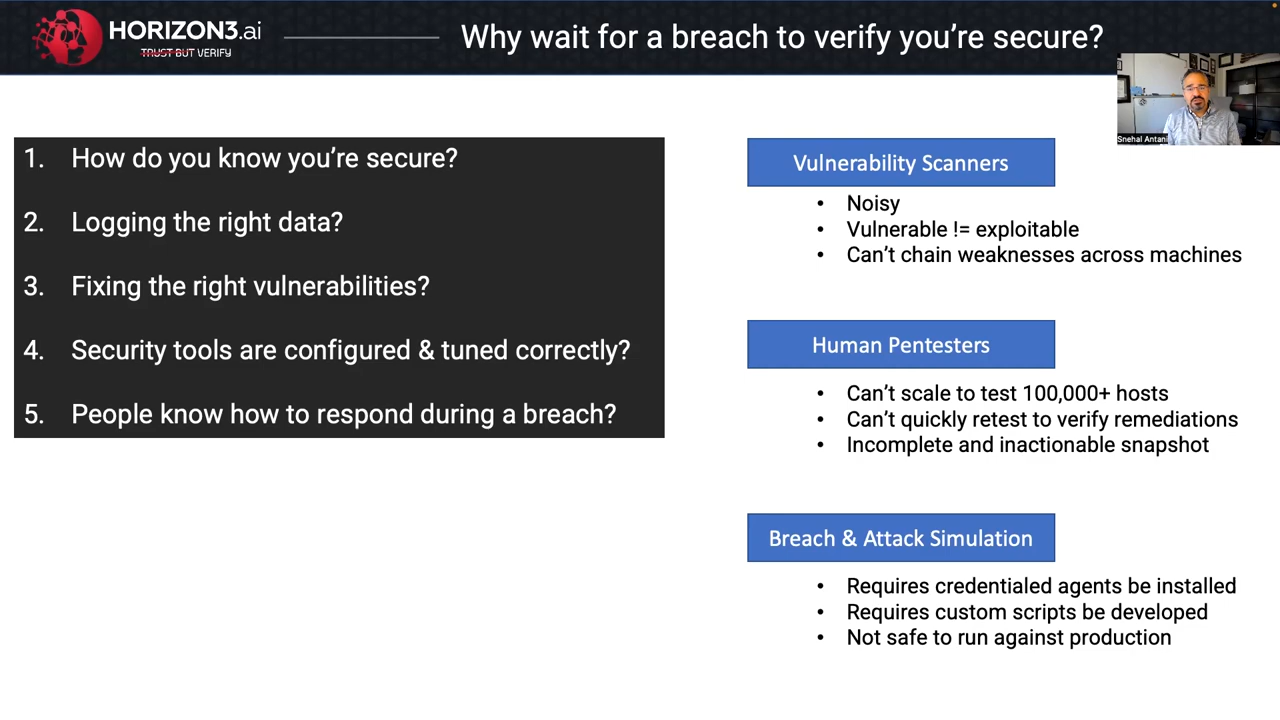 HORIZON3.ai
TRUST BUT VERIFY
Why wait for a breach to verify you're secure?
Snehal Antani
1. How do you know you're secure?
2. Logging the right data?
3. Fixing the right vulnerabilities?
4. Security tools are configured & tuned correctly?
5. People know how to respond during a breach?
Vulnerability Scanners
• Noisy
• Vulnerable != exploitable
• Can't chain weaknesses across machines
Human Pentesters
• Can't scale to test 100,000+ hosts
• Can't quickly retest to verify remediations
• Incomplete and inactionable snapshot
Breach & Attack Simulation
• Requires credentialed agents be installed
• Requires custom scripts be developed
• Not safe to run against production